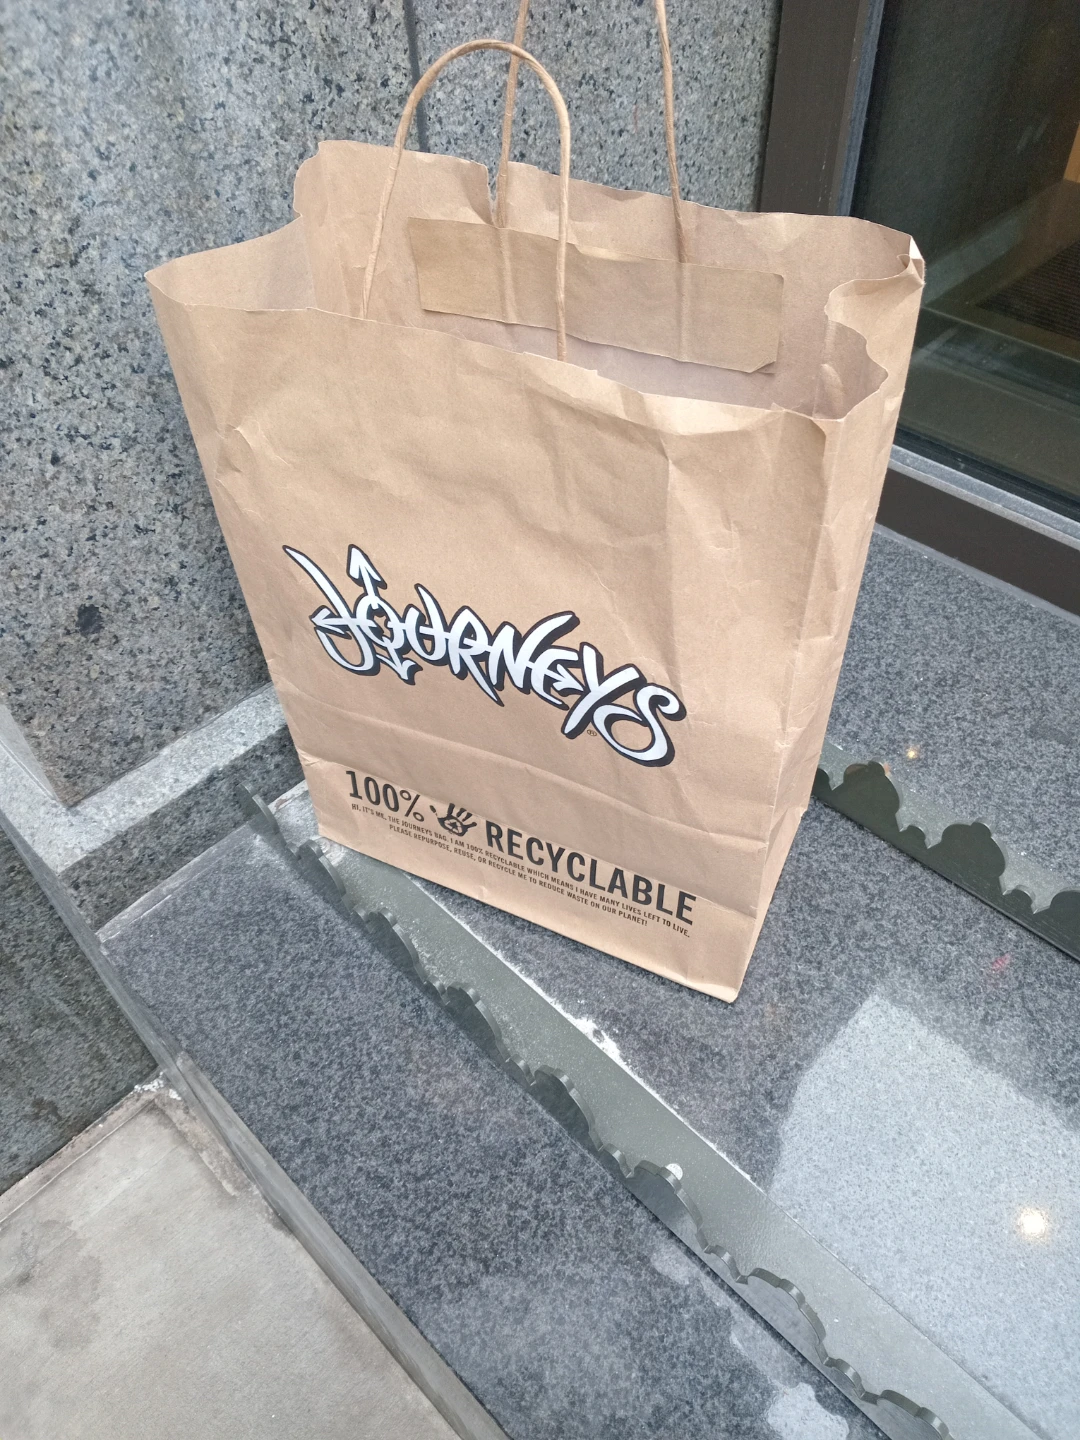 JOURNEYS
®
100% RECYCLABLE
HI, IT'S ME, THE JOURNEYS BAG. I AM 100% RECYCLABLE WHICH MEANS I HAVE MANY LIVES LEFT TO LIVE.
PLEASE REPURPOSE, REUSE, OR RECYCLE ME TO REDUCE WASTE ON OUR PLANET!